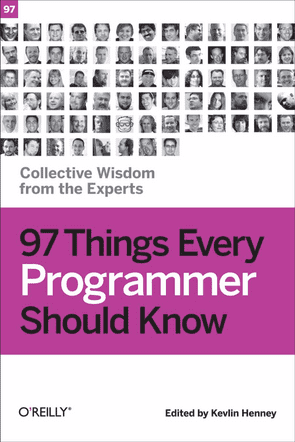 97
Collective Wisdom
from the Experts
97 Things Every
Programmer
Should Know
O'REILLY®
Edited by Kevlin Henney